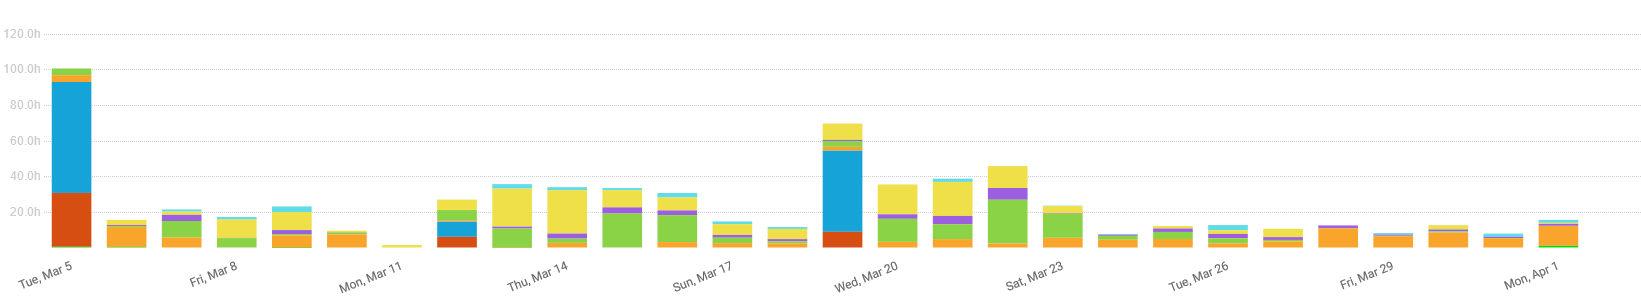 120.0h
100.0h
80.0h
60.0h
40.0h
20.0h
Tue, Mar 5
Fri, Mar 8
Mon, Mar 11
Thu, Mar 14
Sun, Mar 17
Wed, Mar 20
Sat, Mar 23
Tue, Mar 26
Fri, Mar 29
Mon, Apr 1